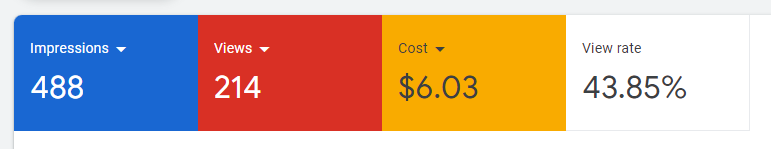 Impressions Views Cost View rate
488 214 $6.03 43.85%